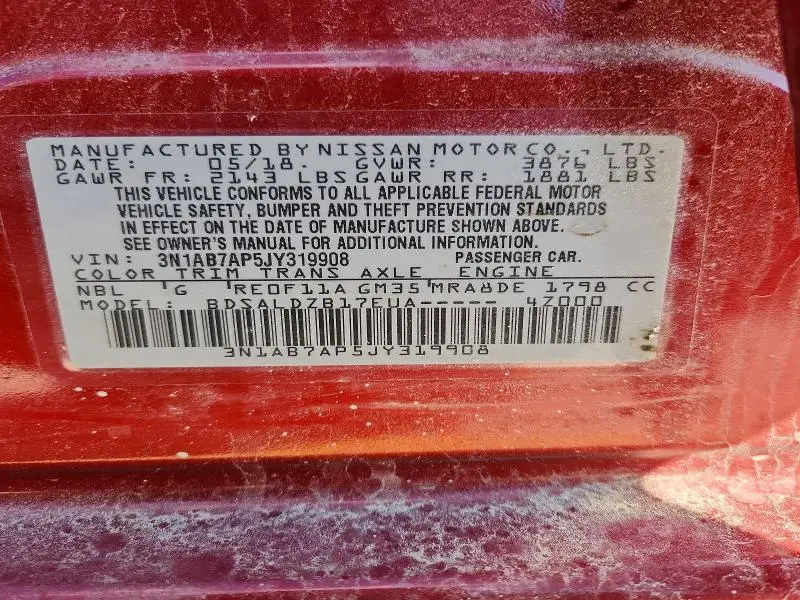 MANUFACTURED BY NISSAN MOTOR CO., LTD.
DATE: 05/18. GVWR: 3876 LBS
GAWR FR: 2143 LBS GAWR RR: 1881 LBS
THIS VEHICLE CONFORMS TO ALL APPLICABLE FEDERAL MOTOR
VEHICLE SAFETY, BUMPER AND THEFT PREVENTION STANDARDS
IN EFFECT ON THE DATE OF MANUFACTURE SHOWN ABOVE.
SEE OWNER'S MANUAL FOR ADDITIONAL INFORMATION.
VIN: 3N1AB7AP5JY319908 PASSENGER CAR.
COLOR TRIM TRANS AXLE ENGINE
NBL G RE0F11A GM35 MRA8DE 1798 CC
MODEL: BDSALDZB17EUA----- 4Z000
3N1AB7AP5JY319908